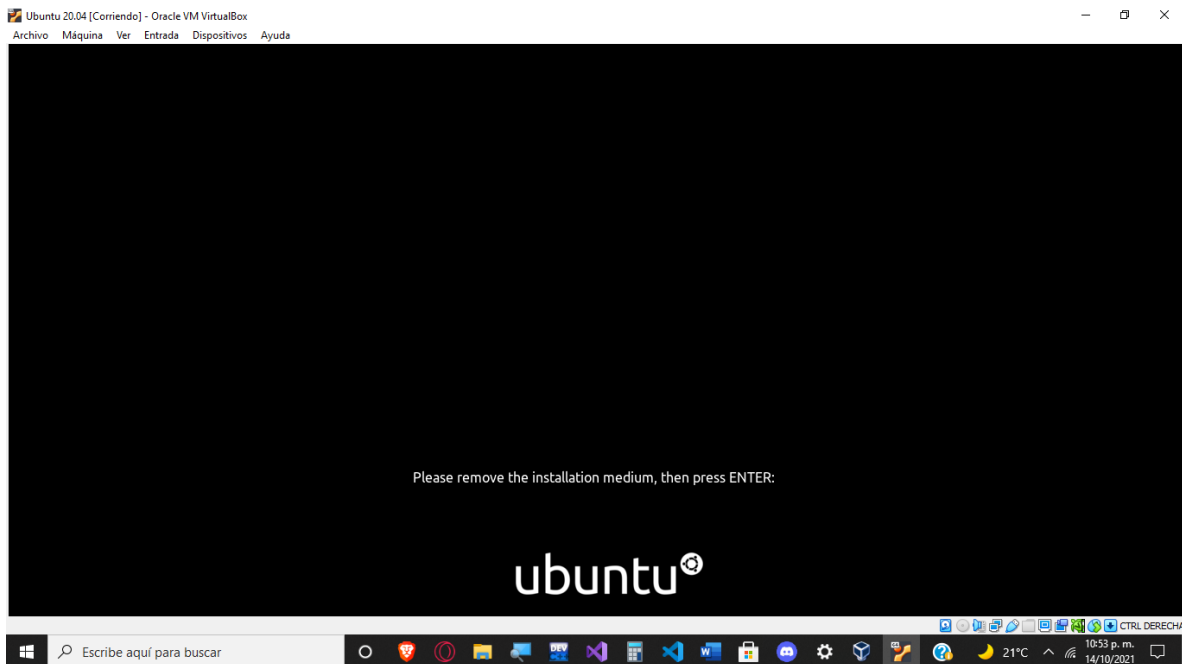 Ubuntu 20.04 [Corriendo] - Oracle VM VirtualBox
Archivo Máquina Ver Entrada Dispositivos Ayuda
Please remove the installation medium, then press ENTER:
ubuntu
CTRL DERECHA
Escribe aquí para buscar
DEV
21°C
10:53 p. m.
14/10/2021